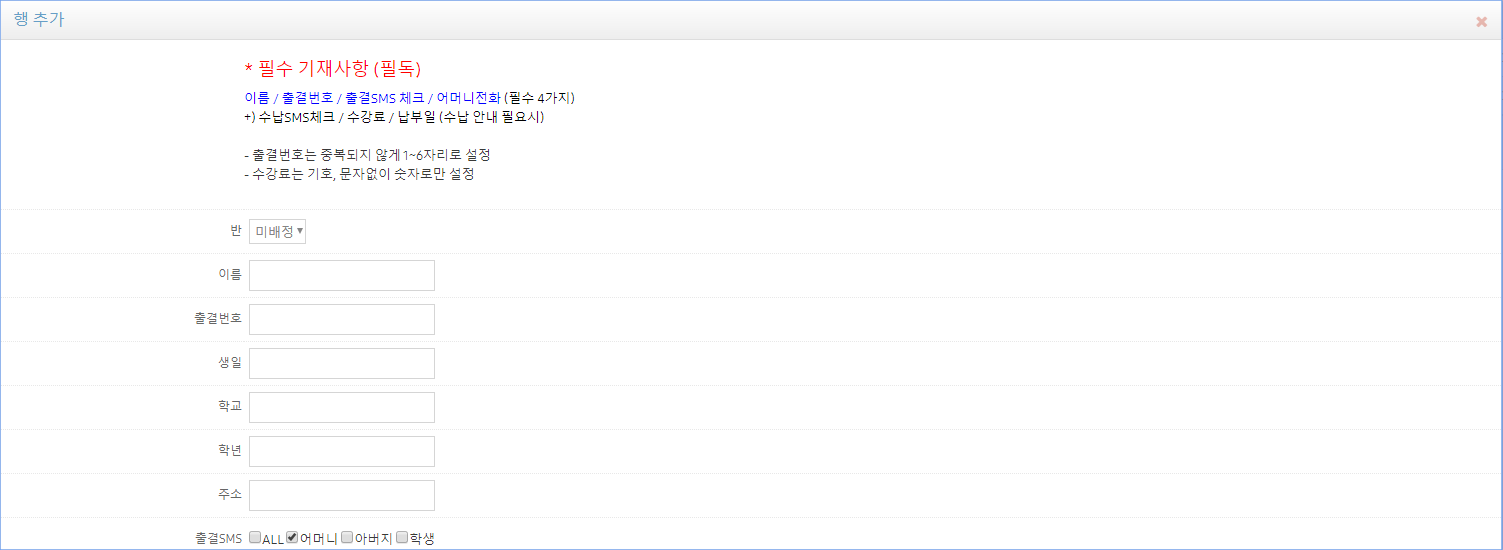 행 추가
* 필수 기재사항 (필독)
이름 / 출결번호 / 출결SMS 체크 / 어머니전화 (필수 4가지)
+) 수납SMS체크 / 수강료 / 납부일 (수납 안내 필요시)
- 출결번호는 중복되지 않게 1~6자리로 설정
- 수강료는 기호, 문자없이 숫자로만 설정
반 미배정
이름
출결번호
생일
학교
학년
주소
출결SMS ALL 어머니 아버지 학생